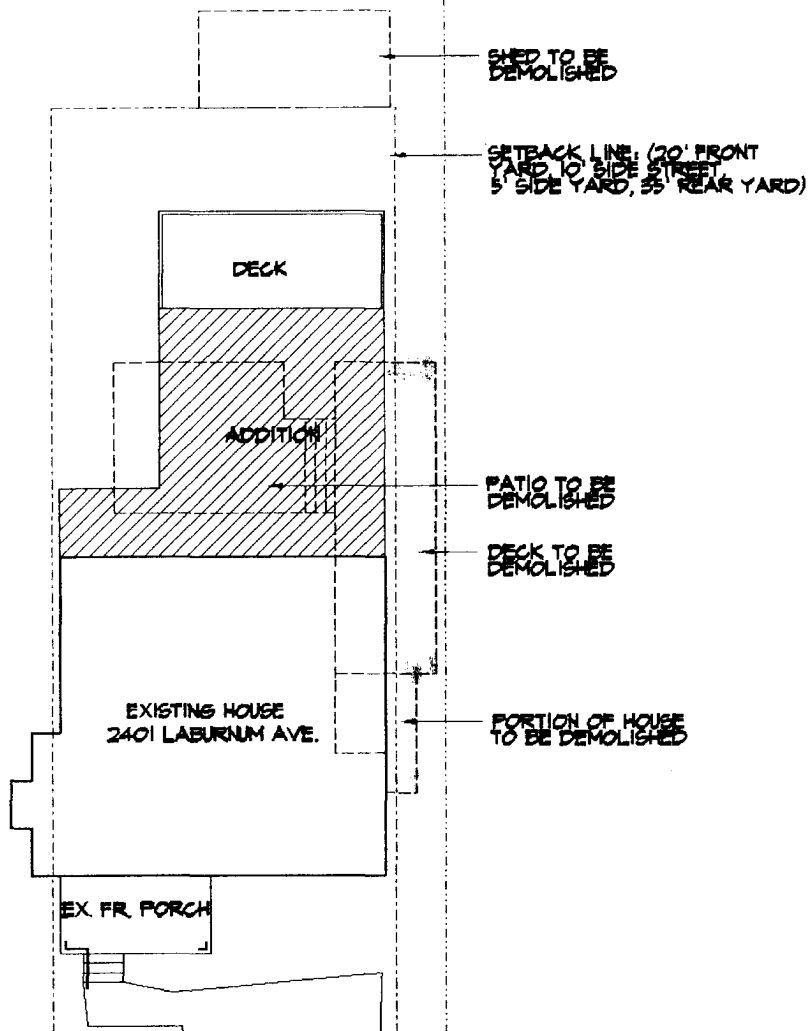 SHED TO BE
DEMOLISHED
SETBACK LINE: (20' FRONT
YARD, 10' SIDE STREET,
5' SIDE YARD, 35' REAR YARD)
DECK
ADDITION
PATIO TO BE
DEMOLISHED
DECK TO BE
DEMOLISHED
EXISTING HOUSE
2401 LABURNUM AVE.
PORTION OF HOUSE
TO BE DEMOLISHED
EX. FR. PORCH